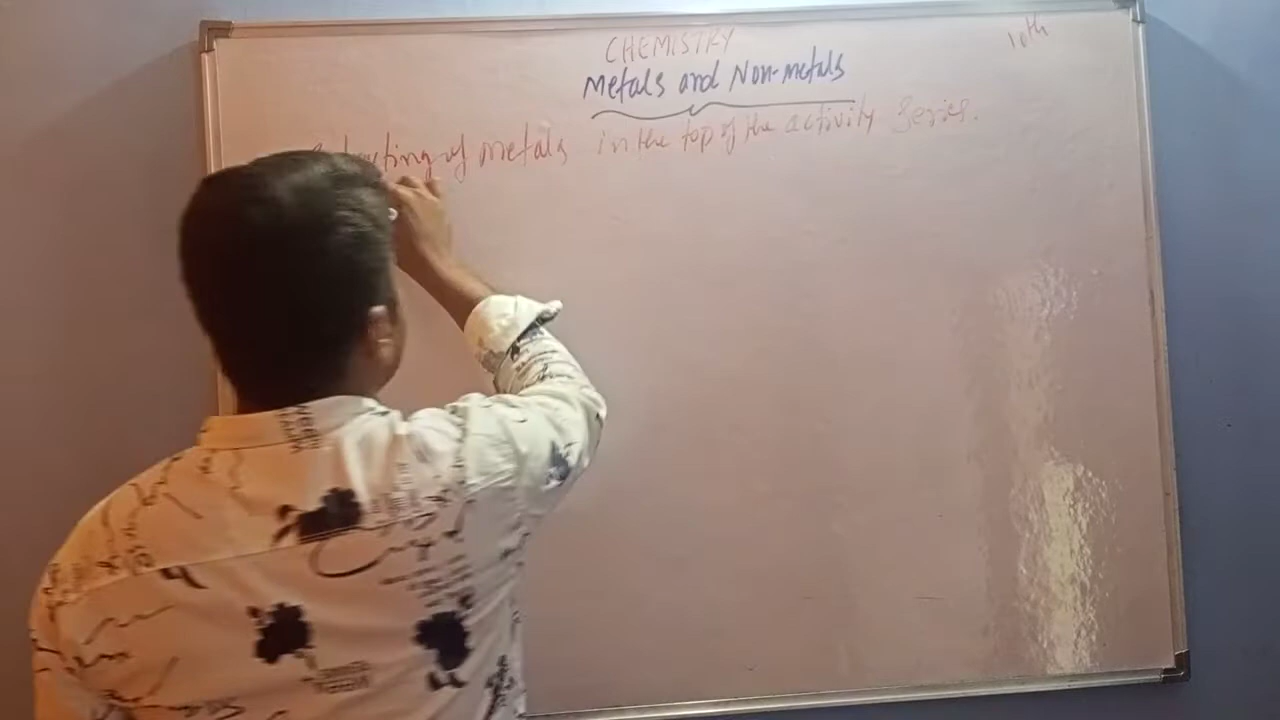 CHEMISTRY
10th
Metals and Non-metals
of metals in the top of the activity Series.